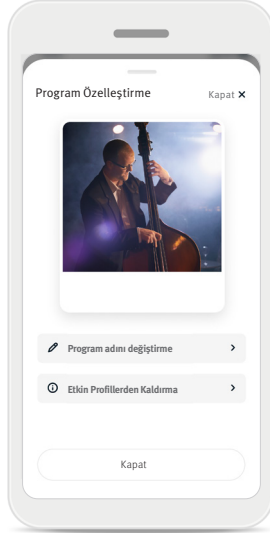 Program Özelleştirme
Kapat ✕
Program adını değiştirme
Etkin Profillerden Kaldırma
Kapat